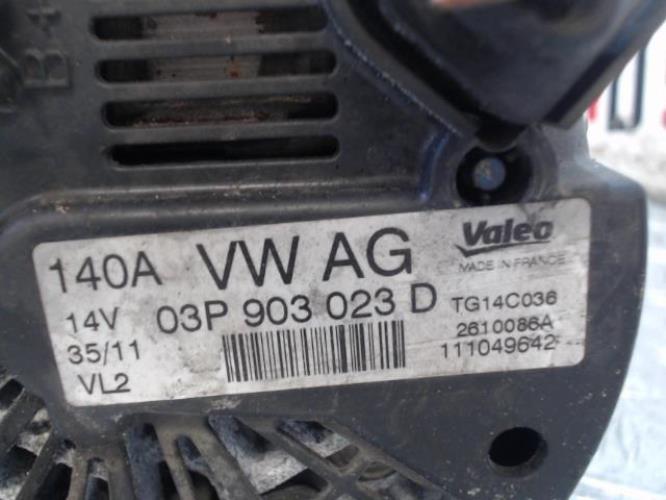 B+
140A VW AG Valeo
MADE IN FRANCE
14V 03P 903 023 D TG14C036
35/11 2610086A
VL2 111049642